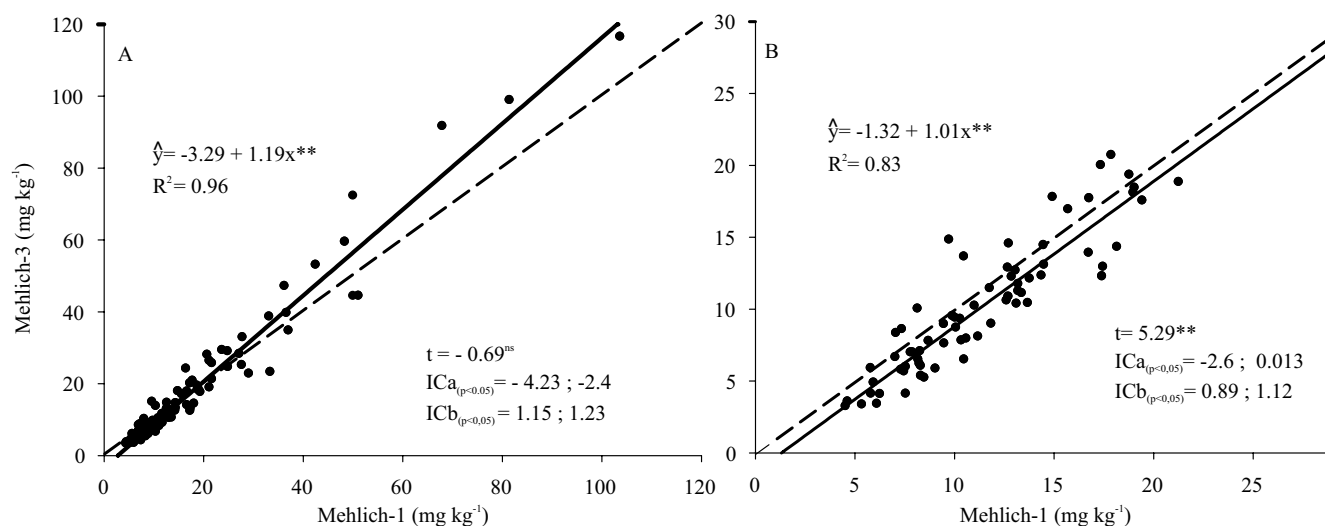 Mehlich-3 (mg kg⁻¹)
120
100
80
60
40
20
0
A
ŷ= -3.29 + 1.19x**
R²= 0.96
t = - 0.69ⁿˢ
ICa(p<0.05)= - 4.23 ; -2.4
ICb(p<0,05)= 1.15 ; 1.23
0 20 40 60 80 100 120
Mehlich-1 (mg kg⁻¹)
30
25
20
15
10
5
0
B
ŷ= -1.32 + 1.01x**
R²= 0.83
t= 5.29**
ICa(p<0,05)= -2.6 ; 0.013
ICb(p<0,05)= 0.89 ; 1.12
0 5 10 15 20 25
Mehlich-1 (mg kg⁻¹)